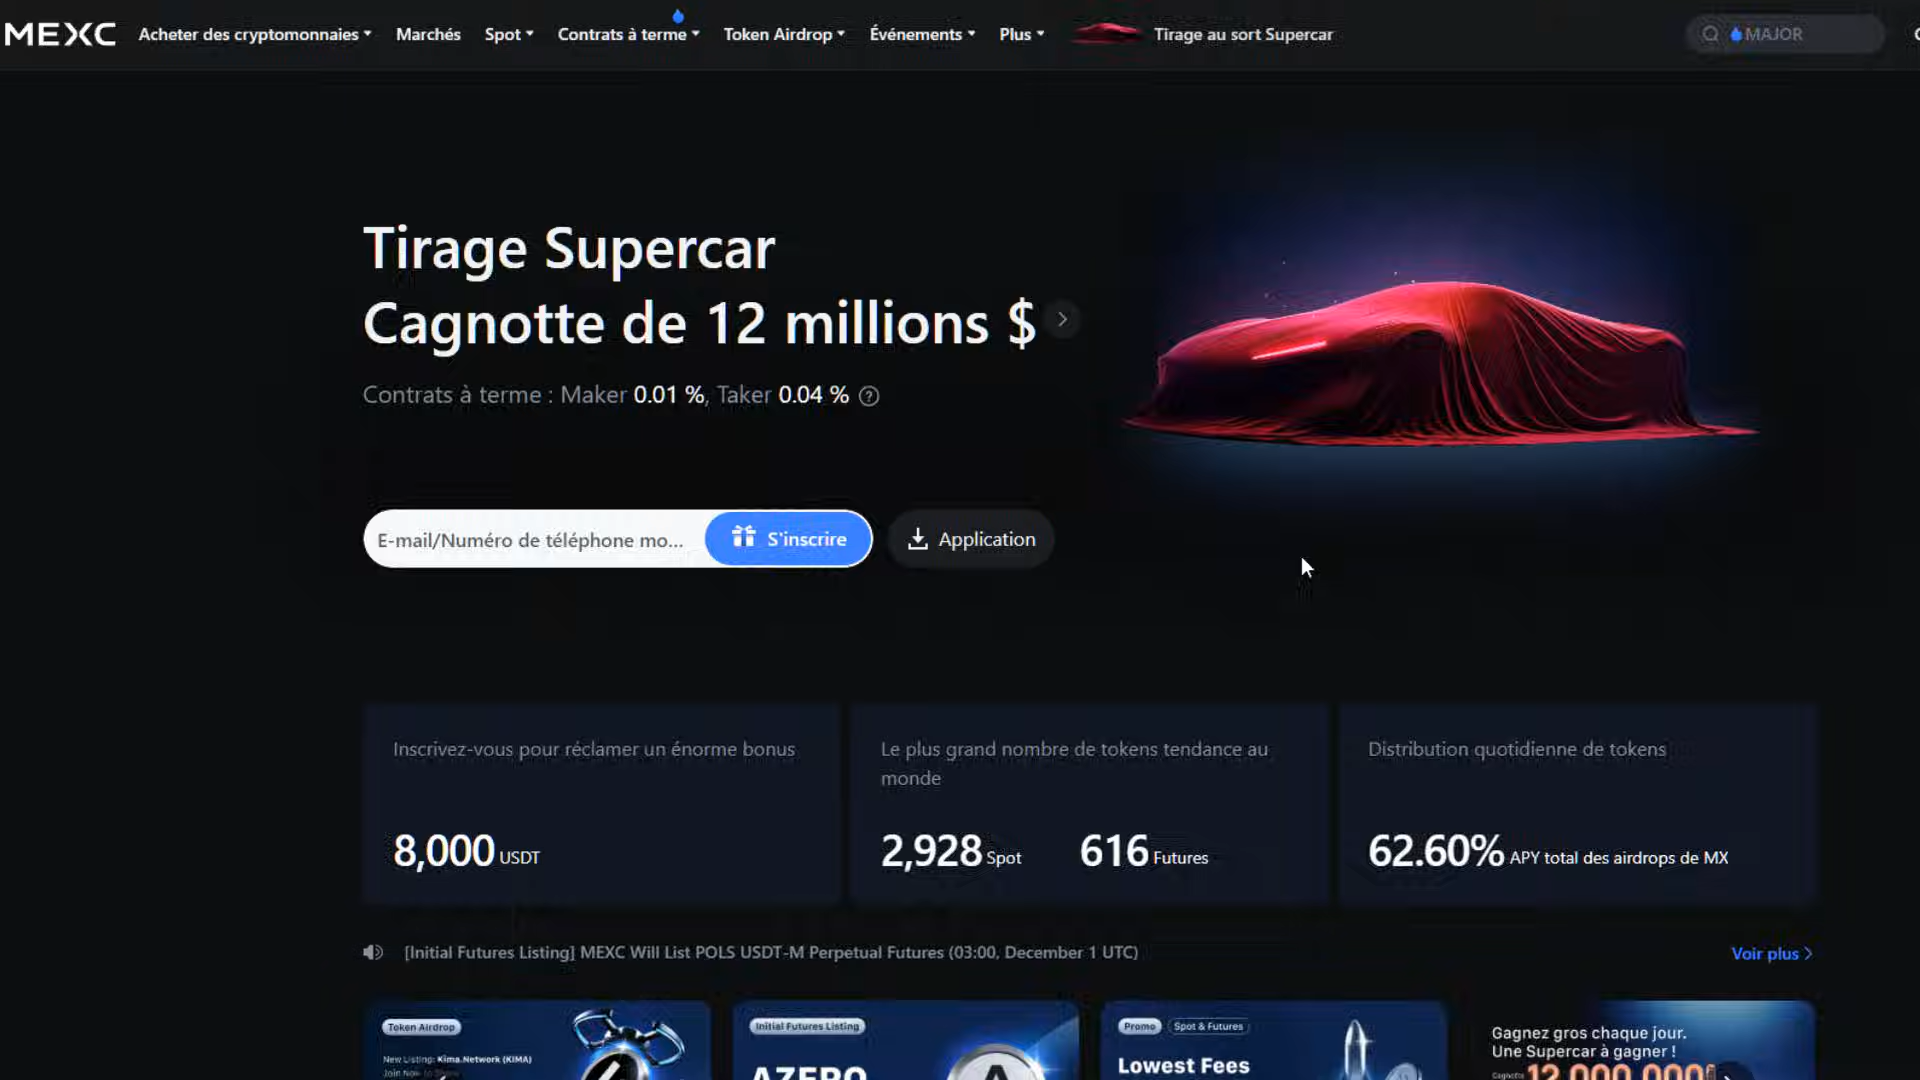 MEXC Acheter des cryptomonnaies Marchés Spot Contrats à terme Token Airdrop Événements Plus Tirage au sort Supercar MAJOR
Tirage Supercar
Cagnotte de 12 millions $
Contrats à terme : Maker 0.01 %, Taker 0.04 %
E-mail/Numéro de téléphone mo... S'inscrire Application
Inscrivez-vous pour réclamer un énorme bonus
8,000 USDT
Le plus grand nombre de tokens tendance au
monde
2,928 Spot 616 Futures
Distribution quotidienne de tokens
62.60% APY total des airdrops de MX
[Initial Futures Listing] MEXC Will List POLS USDT-M Perpetual Futures (03:00, December 1 UTC) Voir plus
Token Airdrop
New Listing: Kima Network (KIMA)
Join Now to
Initial Futures Listing
AZERO
Promo Spot & Futures
Lowest Fees
Gagnez gros chaque jour.
Une Supercar à gagner !
Cagnotte 12,000,000